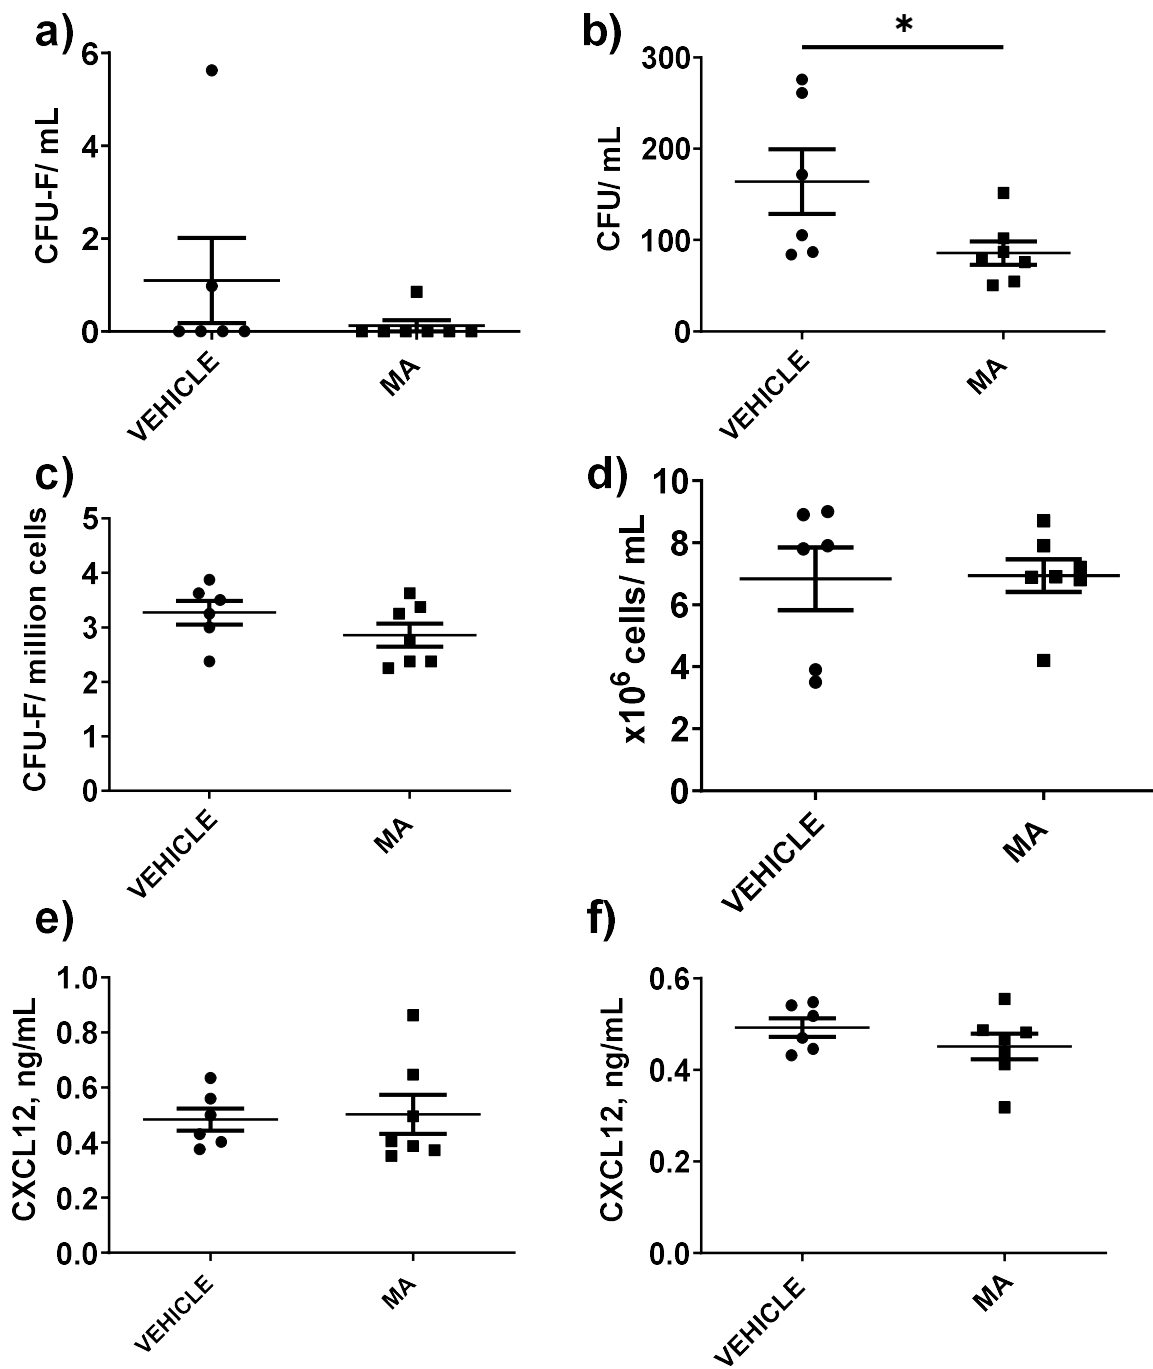 a)
6
4
2
0
CFU-F/ mL
VEHICLE
MA
b)
*
300
200
100
0
CFU/ mL
VEHICLE
MA
c)
5
4
3
2
1
0
CFU-F/ million cells
VEHICLE
MA
d)
10
8
6
4
2
0
x10⁶ cells/ mL
VEHICLE
MA
e)
1.0
0.8
0.6
0.4
0.2
0.0
CXCL12, ng/mL
VEHICLE
MA
f)
0.6
0.4
0.2
0.0
CXCL12, ng/mL
VEHICLE
MA